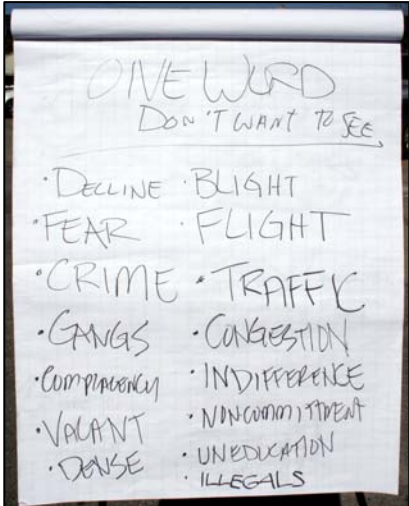 ONE WORD
DON'T WANT TO SEE
• DECLINE • BLIGHT
• FEAR • FLIGHT
• CRIME • TRAFFIC
• GANGS • CONGESTION
• COMPLACENCY • INDIFFERENCE
• VACANT • NONCOMMITMENT
• DENSE • UNEDUCATION
• ILLEGALS